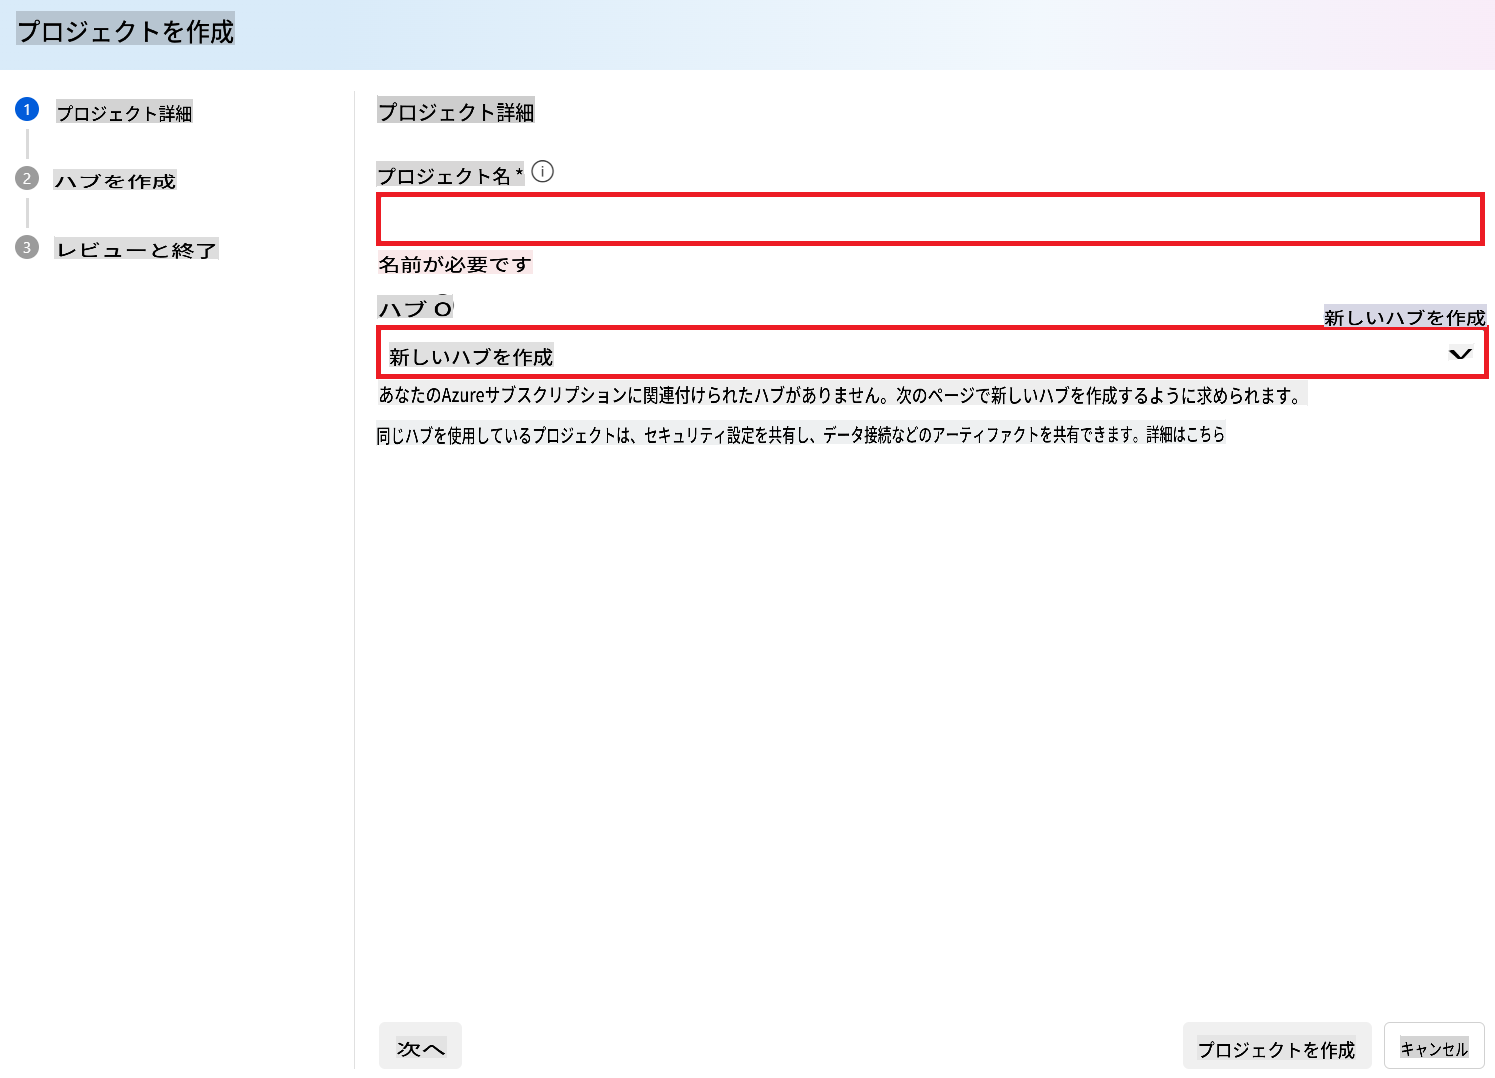 プロジェクトを作成
1 プロジェクト詳細
2 ハブを作成
3 レビューと終了
プロジェクト詳細
プロジェクト名 *
名前が必要です
ハブ O
新しいハブを作成
新しいハブを作成
あなたのAzureサブスクリプションに関連付けられたハブがありません。次のページで新しいハブを作成するように求められます。
同じハブを使用しているプロジェクトは、セキュリティ設定を共有し、データ接続などのアーティファクトを共有できます。詳細はこちら
次へ
プロジェクトを作成
キャンセル